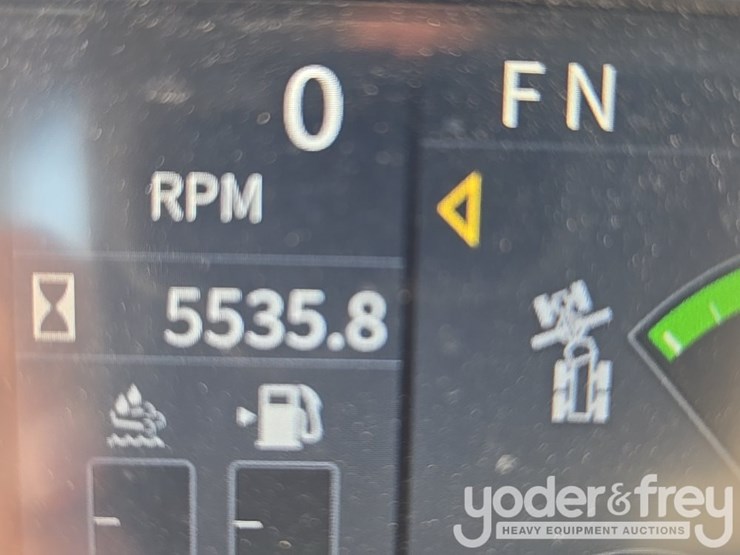 0
F N
RPM
5535.8
yoder&frey
HEAVY EQUIPMENT AUCTIONS